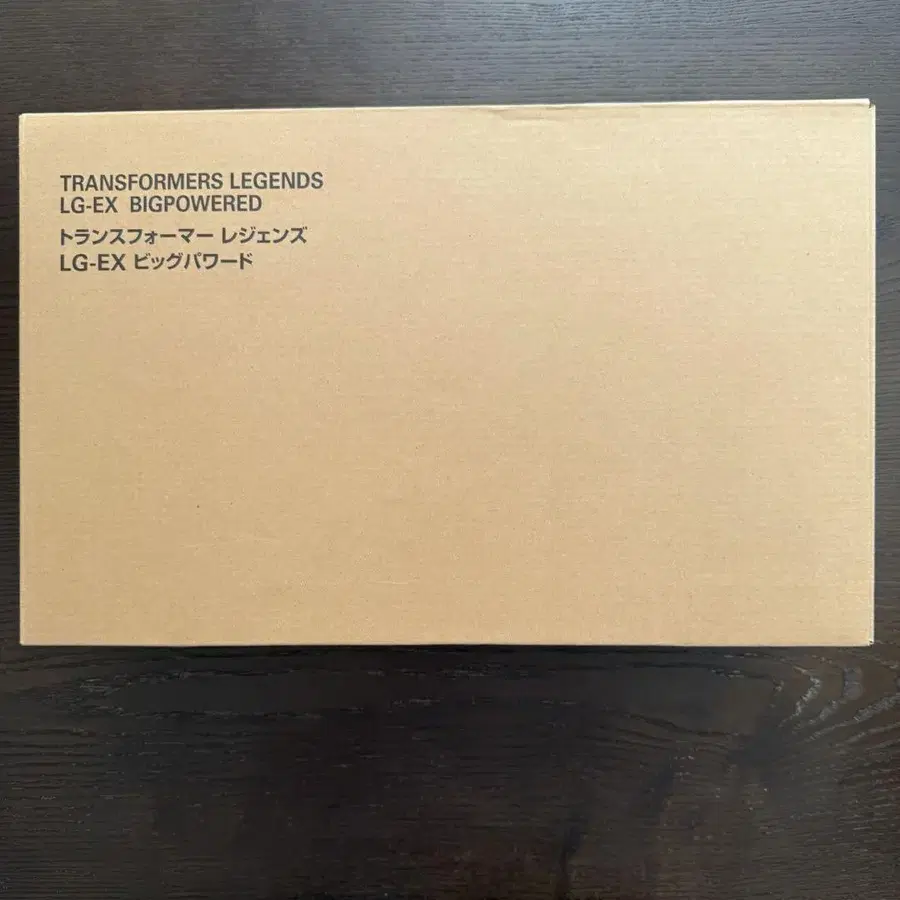 TRANSFORMERS LEGENDS
LG-EX BIGPOWERED
トランスフォーマー レジェンズ
LG-EX ビッグパワード